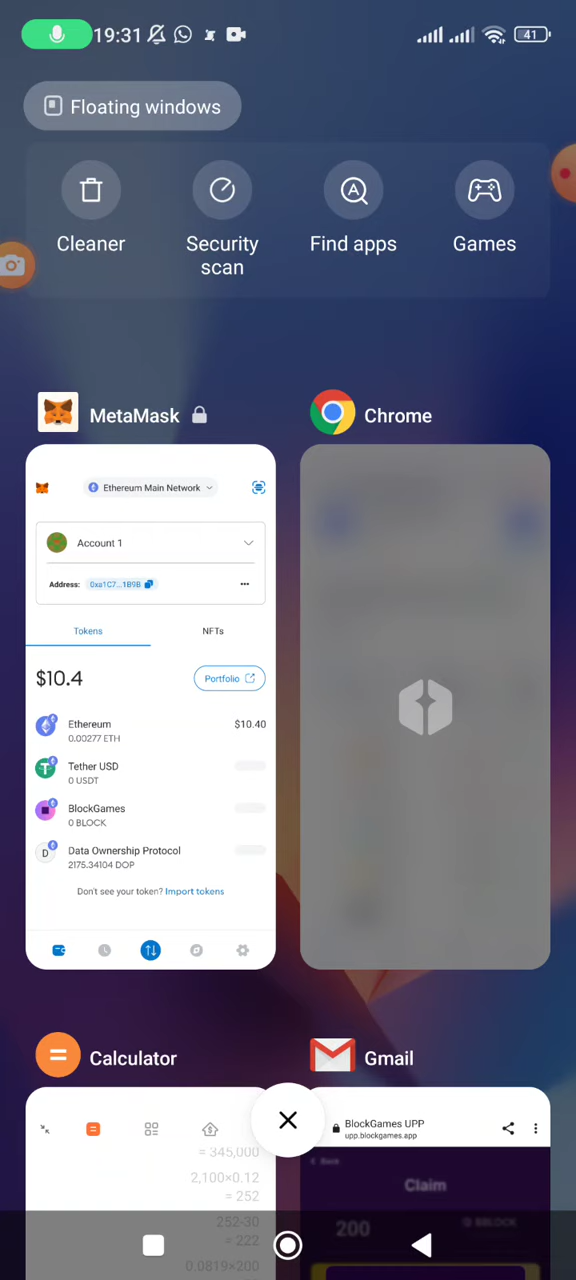 19:31
41
Floating windows
Cleaner
Security scan
Find apps
Games
MetaMask
Chrome
Ethereum Main Network
Account 1
Address: 0xa1C7...1B9B
Tokens
NFTs
$10.4
Portfolio
Ethereum
$10.40
0.00277 ETH
Tether USD
0 USDT
BlockGames
0 BLOCK
D
Data Ownership Protocol
2175.34104 DOP
Don't see your token? Import tokens
Calculator
Gmail
= 345,000
2,100×0.12
= 252
252-30
= 222
0.0819×200
BlockGames UPP
upp.blockgames.app
Back
Claim
200
$BLOCK